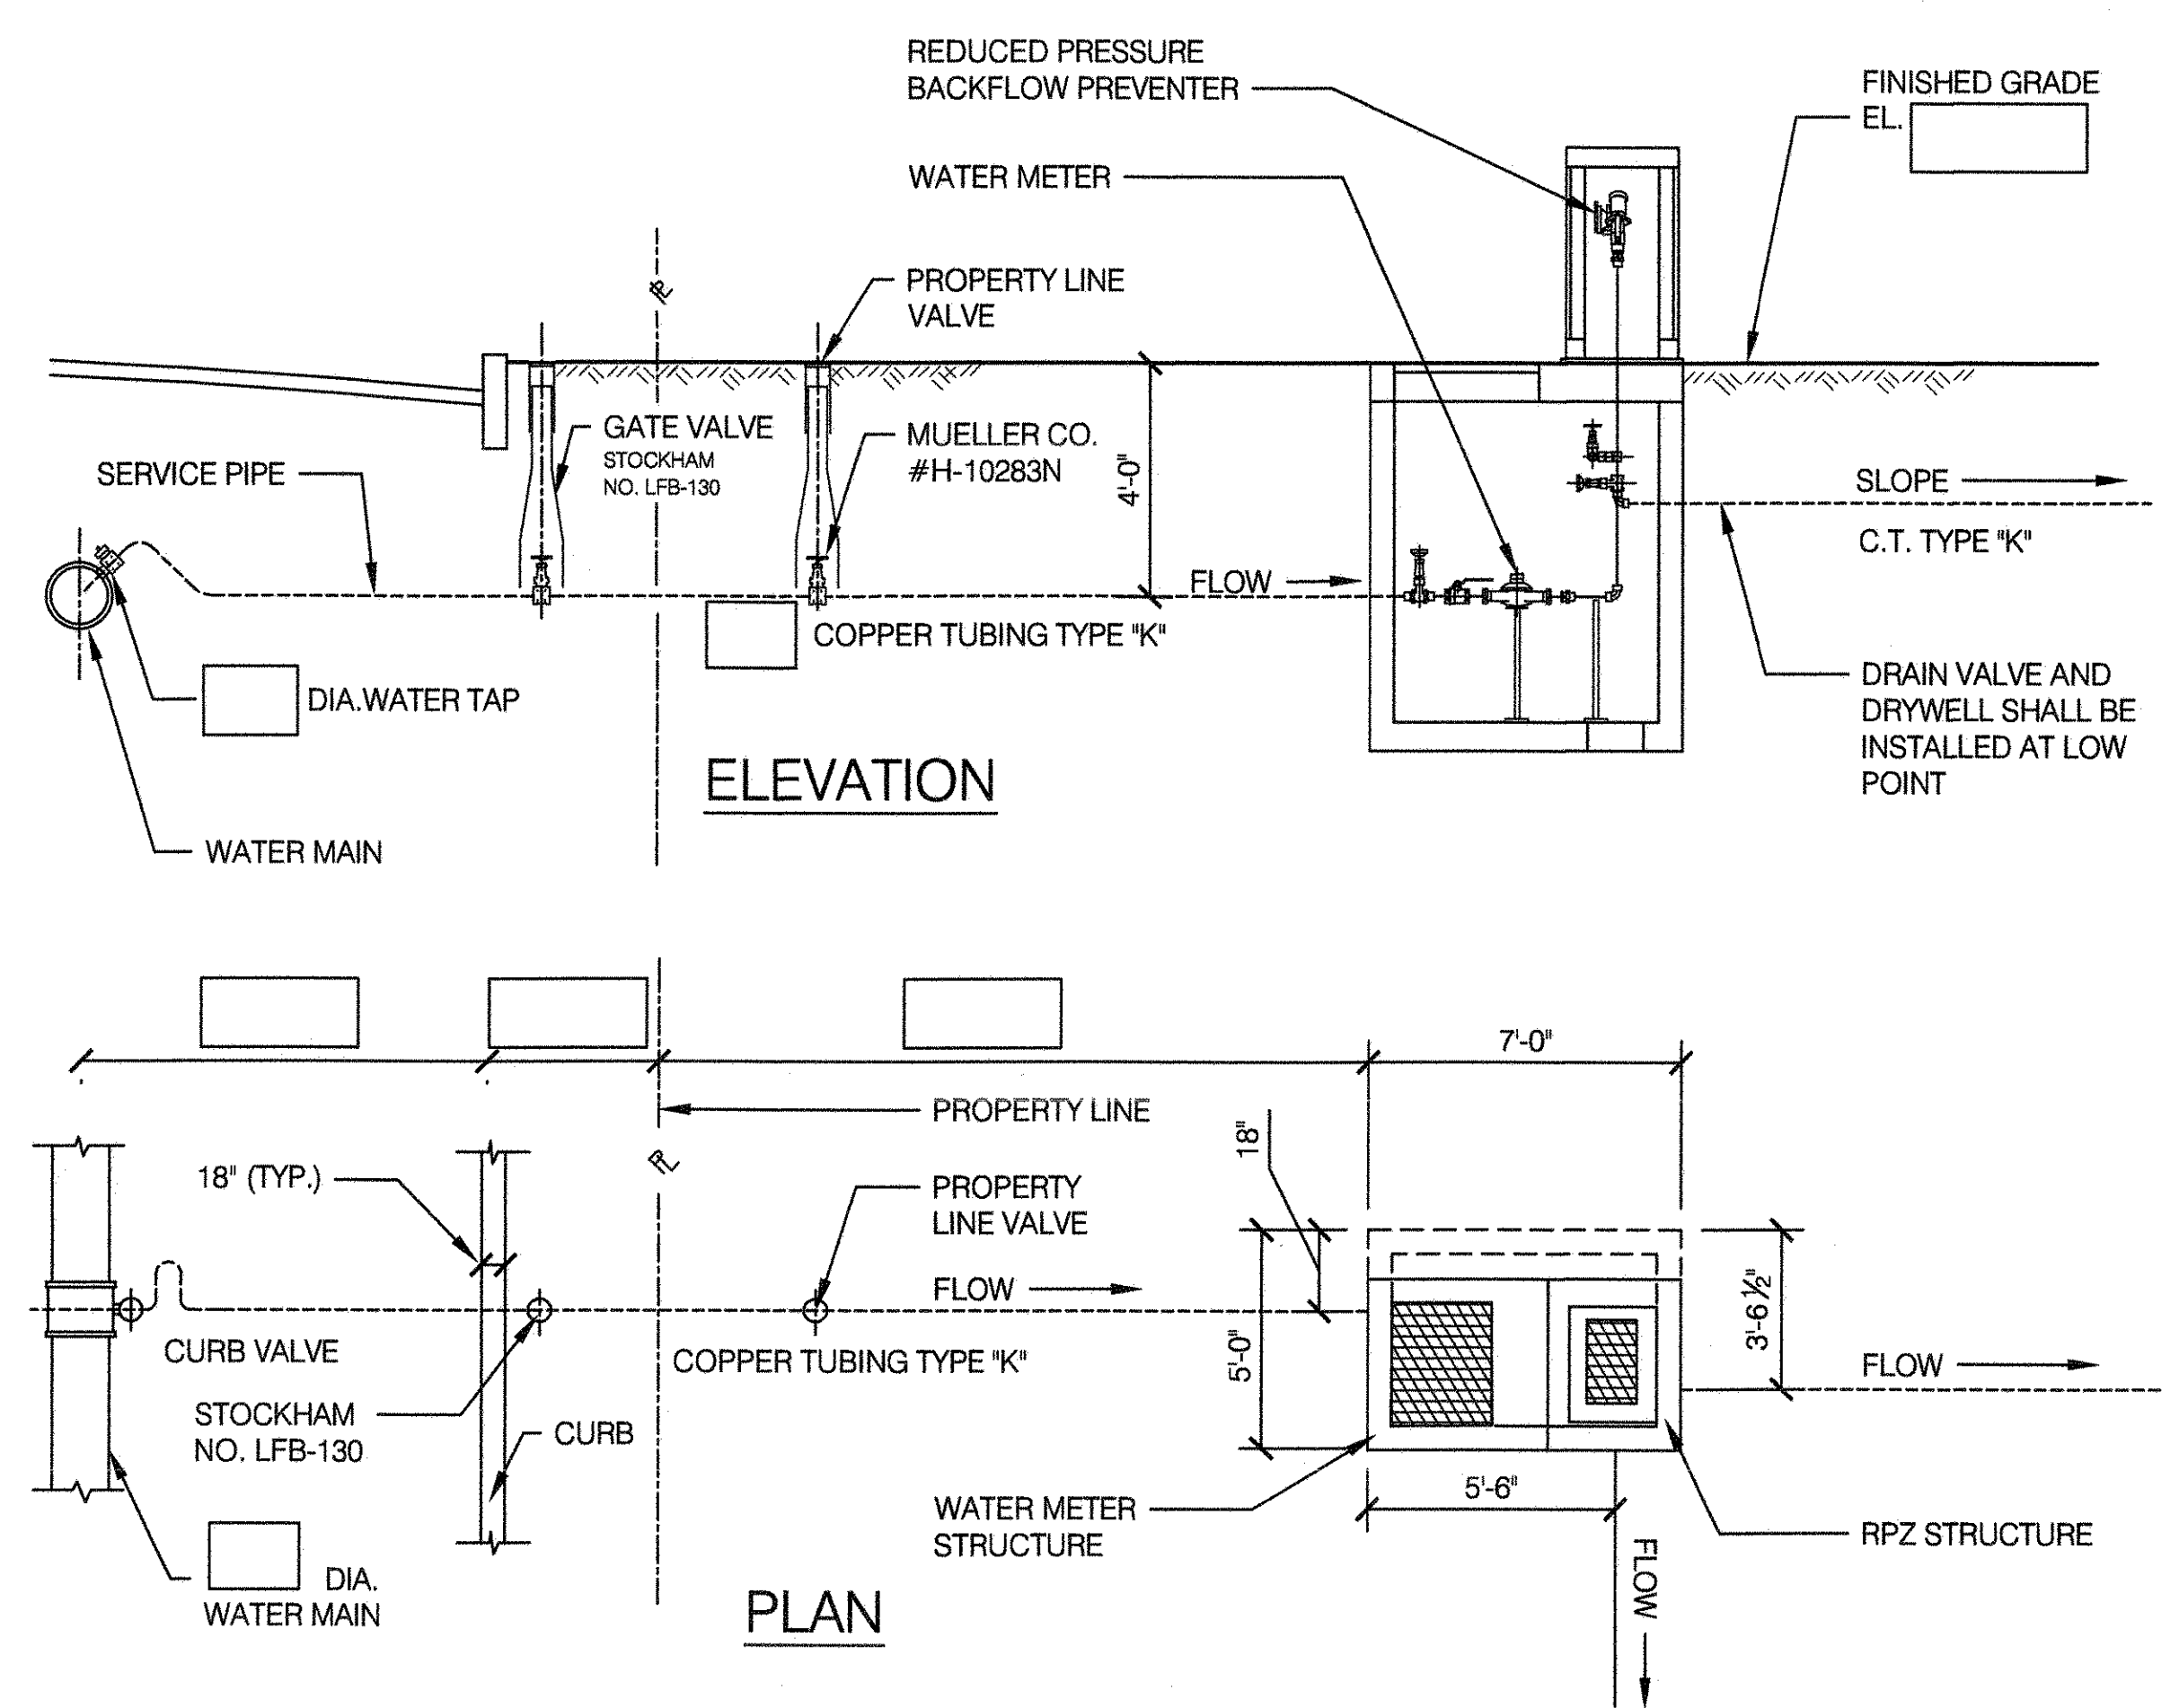 REDUCED PRESSURE
BACKFLOW PREVENTER
FINISHED GRADE
EL.
WATER METER
PROPERTY LINE
VALVE
GATE VALVE
STOCKHAM
NO. LFB-130
MUELLER CO.
#H-10283N
SERVICE PIPE
4'-0"
SLOPE
C.T. TYPE "K"
FLOW
COPPER TUBING TYPE "K"
DIA.WATER TAP
DRAIN VALVE AND
DRYWELL SHALL BE
INSTALLED AT LOW
POINT
ELEVATION
WATER MAIN
7'-0"
PROPERTY LINE
PL
18" (TYP.)
18"
PROPERTY
LINE VALVE
FLOW
5'-0"
3'-6½"
CURB VALVE
COPPER TUBING TYPE "K"
FLOW
STOCKHAM
NO. LFB-130
CURB
5'-6"
WATER METER
STRUCTURE
RPZ STRUCTURE
FLOW
DIA.
WATER MAIN
PLAN